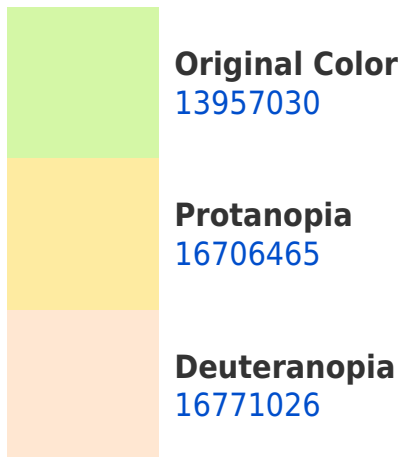 Original Color
13957030
Protanopia
16706465
Deuteranopia
16771026